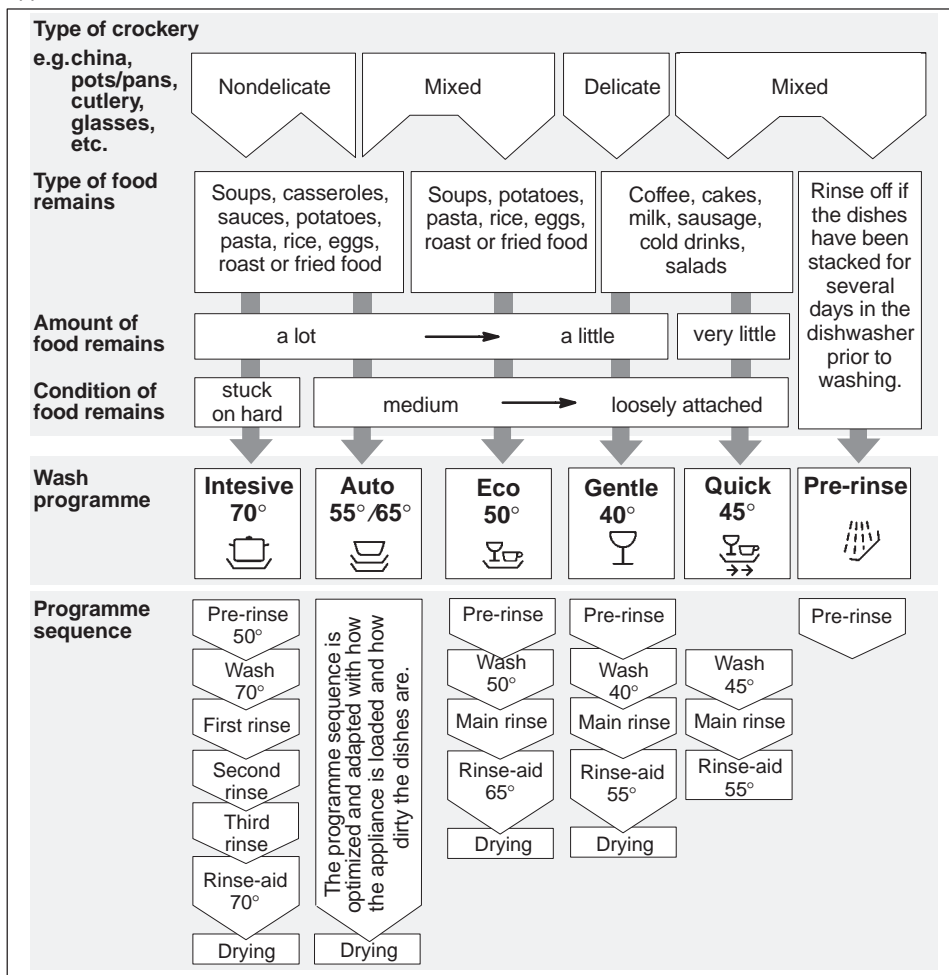 Type of crockery
e.g. china,
pots/pans,
cutlery,
glasses,
etc.
Nondelicate
Mixed
Delicate
Mixed
Type of food
remains
Soups, casseroles,
sauces, potatoes,
pasta, rice, eggs,
roast or fried food
Soups, potatoes,
pasta, rice, eggs,
roast or fried food
Coffee, cakes,
milk, sausage,
cold drinks,
salads
Rinse off if
the dishes
have been
stacked for
several
days in the
dishwasher
prior to
washing.
Amount of
food remains
a lot
a little
very little
Condition of
food remains
stuck
on hard
medium
loosely attached
Wash
programme
Intesive
70°
Auto
55°/65°
Eco
50°
Gentle
40°
Quick
45°
Pre-rinse
Programme
sequence
Pre-rinse
50°
Wash
70°
First rinse
Second
rinse
Third
rinse
Rinse-aid
70°
Drying
The programme sequence is
optimized and adapted with how
the appliance is loaded and how
dirty the dishes are.
Drying
Pre-rinse
Wash
50°
Main rinse
Rinse-aid
65°
Drying
Pre-rinse
Wash
40°
Main rinse
Rinse-aid
55°
Drying
Wash
45°
Main rinse
Rinse-aid
55°
Pre-rinse